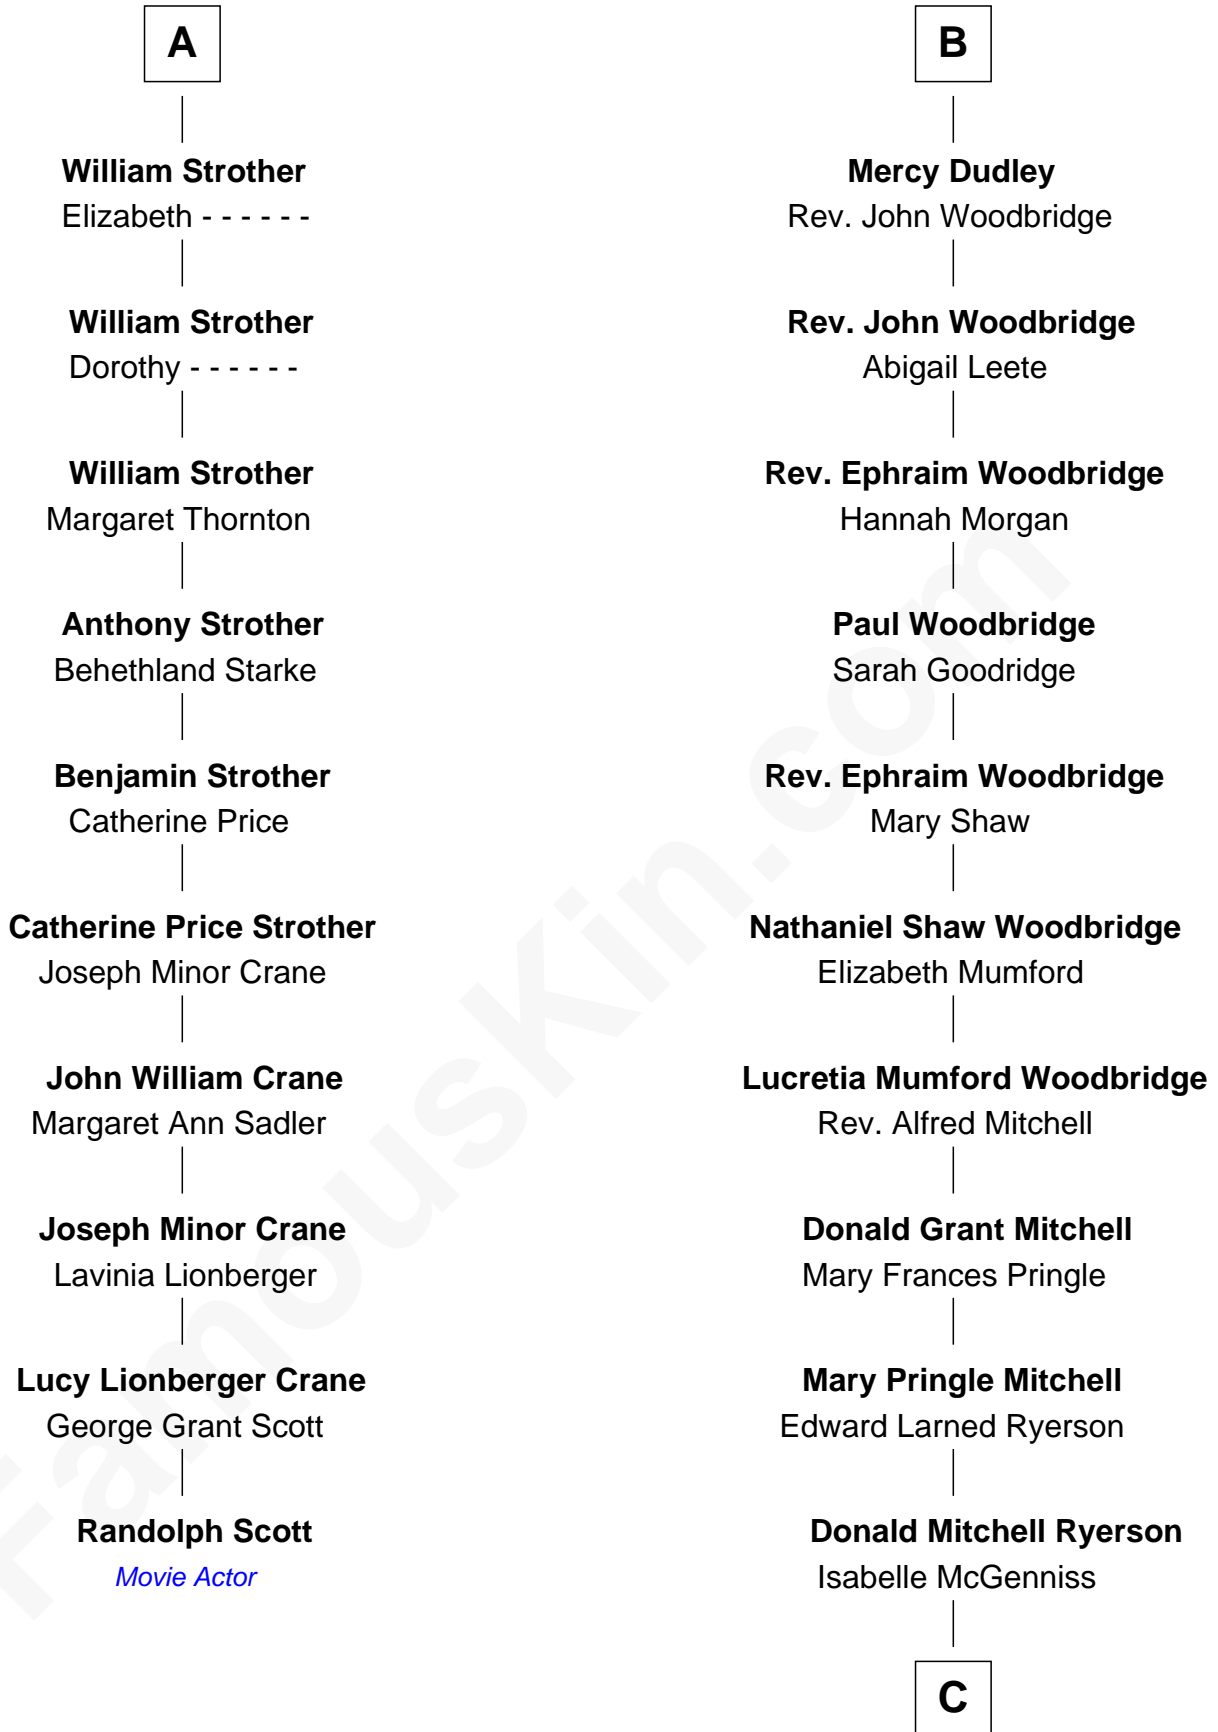 A
William Strother
Elizabeth - - - - - -
William Strother
Dorothy - - - - - -
William Strother
Margaret Thornton
Anthony Strother
Behethland Starke
Benjamin Strother
Catherine Price
Catherine Price Strother
Joseph Minor Crane
John William Crane
Margaret Ann Sadler
Joseph Minor Crane
Lavinia Lionberger
Lucy Lionberger Crane
George Grant Scott
Randolph Scott
Movie Actor
B
Mercy Dudley
Rev. John Woodbridge
Rev. John Woodbridge
Abigail Leete
Rev. Ephraim Woodbridge
Hannah Morgan
Paul Woodbridge
Sarah Goodridge
Rev. Ephraim Woodbridge
Mary Shaw
Nathaniel Shaw Woodbridge
Elizabeth Mumford
Lucretia Mumford Woodbridge
Rev. Alfred Mitchell
Donald Grant Mitchell
Mary Frances Pringle
Mary Pringle Mitchell
Edward Larned Ryerson
Donald Mitchell Ryerson
Isabelle McGenniss
C
FamousKin.com